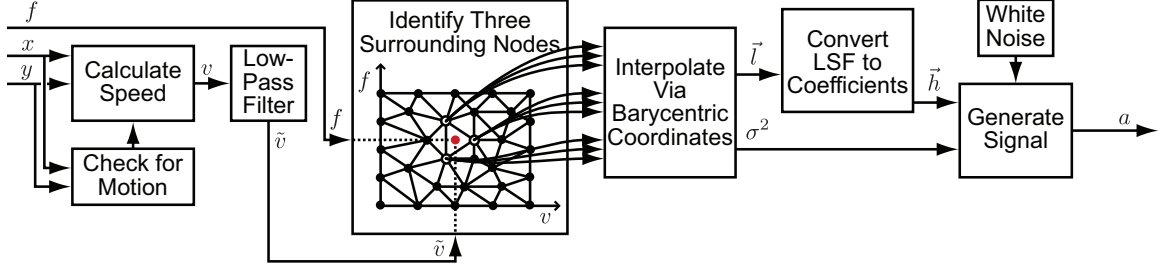 f
x
y
Calculate
Speed
Check for
Motion
v
Low-
Pass
Filter
ṽ
f
Identify Three
Surrounding Nodes
f
v
ṽ
Interpolate
Via
Barycentric
Coordinates
l⃗
σ²
Convert
LSF to
Coefficients
h⃗
White
Noise
Generate
Signal
a